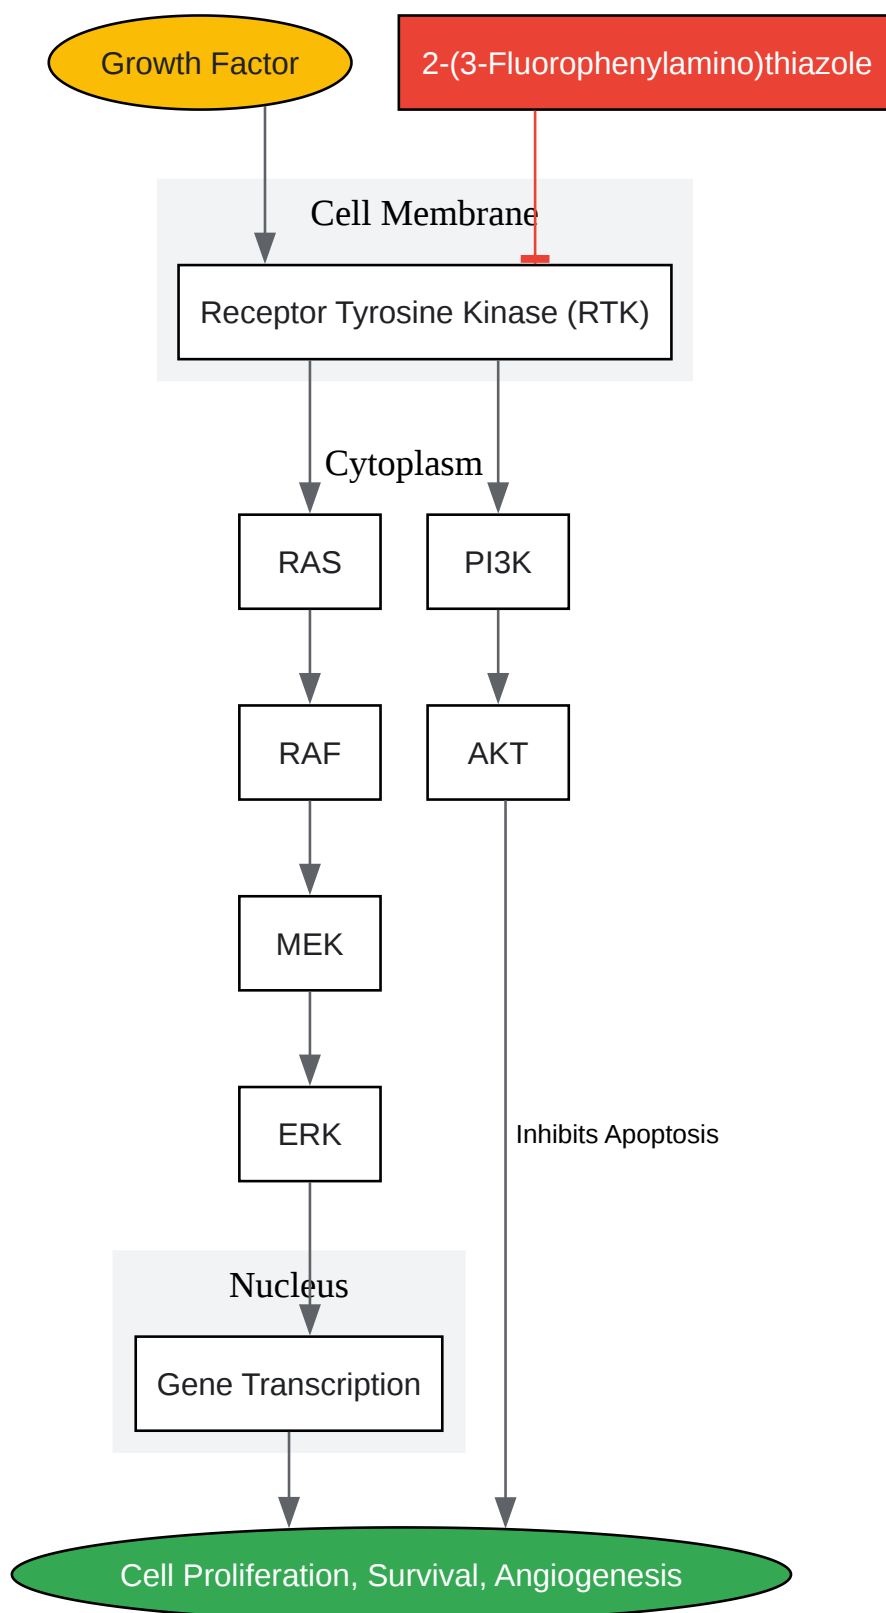 Growth Factor
2-(3-Fluorophenylamino)thiazole
Cell Membrane
Receptor Tyrosine Kinase (RTK)
Cytoplasm
RAS
PI3K
RAF
AKT
MEK
ERK
Inhibits Apoptosis
Nucleus
Gene Transcription
Cell Proliferation, Survival, Angiogenesis